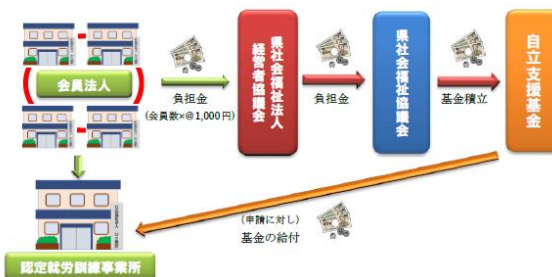 会員法人
負担金
(会員数×@1,000円)
県社会福祉法人
経営者協議会
負担金
県社会福祉協議会
基金積立
自立支援基金
(申請に対し)
基金の給付
認定就労訓練事業所